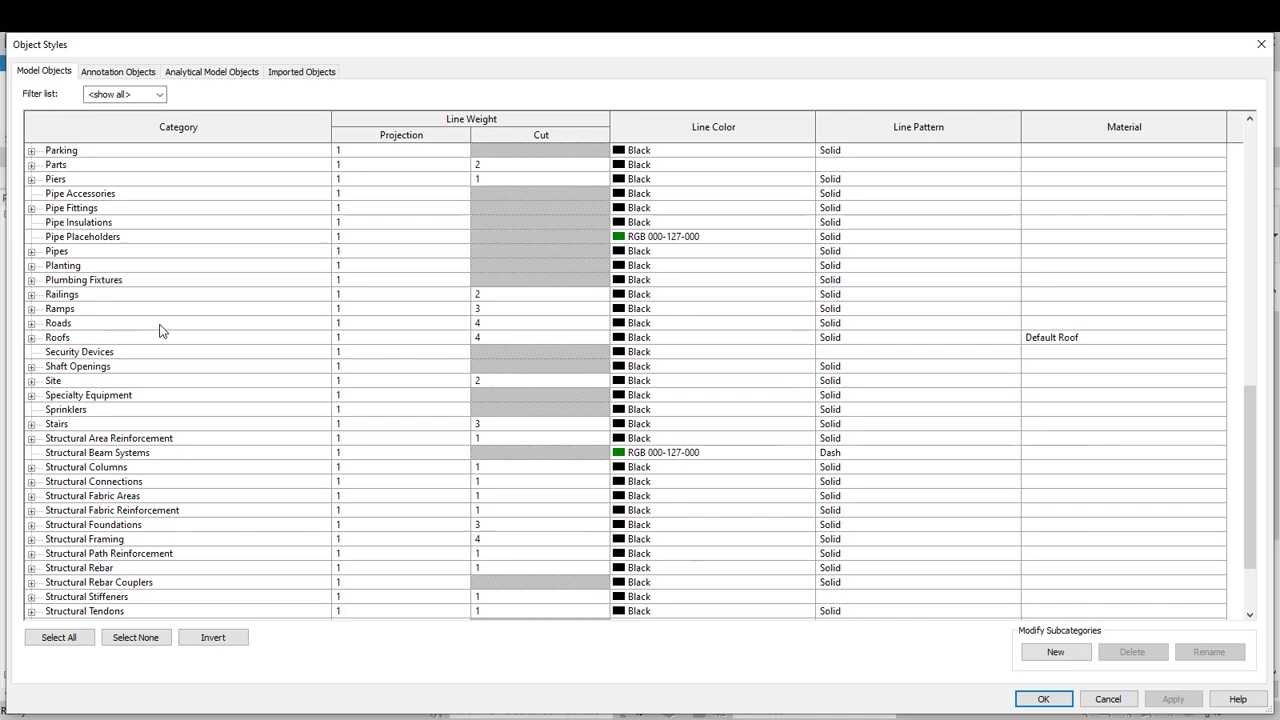 Object Styles
Model Objects Annotation Objects Analytical Model Objects Imported Objects
Filter list: <show all>
Category Line Weight Projection Cut Line Color Line Pattern Material
Parking 1 Black Solid
Parts 1 2 Black
Piers 1 1 Black Solid
Pipe Accessories 1 Black Solid
Pipe Fittings 1 Black Solid
Pipe Insulations 1 Black Solid
Pipe Placeholders 1 RGB 000-127-000 Solid
Pipes 1 Black Solid
Planting 1 Black Solid
Plumbing Fixtures 1 Black Solid
Railings 1 2 Black Solid
Ramps 1 3 Black Solid
Roads 1 4 Black Solid
Roofs 1 4 Black Solid Default Roof
Security Devices 1 Black
Shaft Openings 1 Black Solid
Site 1 2 Black Solid
Specialty Equipment 1 Black Solid
Sprinklers 1 Black Solid
Stairs 1 3 Black Solid
Structural Area Reinforcement 1 1 Black Solid
Structural Beam Systems 1 RGB 000-127-000 Dash
Structural Columns 1 1 Black Solid
Structural Connections 1 1 Black Solid
Structural Fabric Areas 1 1 Black Solid
Structural Fabric Reinforcement 1 1 Black Solid
Structural Foundations 1 3 Black Solid
Structural Framing 1 4 Black Solid
Structural Path Reinforcement 1 1 Black Solid
Structural Rebar 1 1 Black Solid
Structural Rebar Couplers 1 Black Solid
Structural Stiffeners 1 1 Black
Structural Tendons 1 1 Black Solid
Select All Select None Invert
Modify Subcategories
New Delete Rename
OK Cancel Apply Help